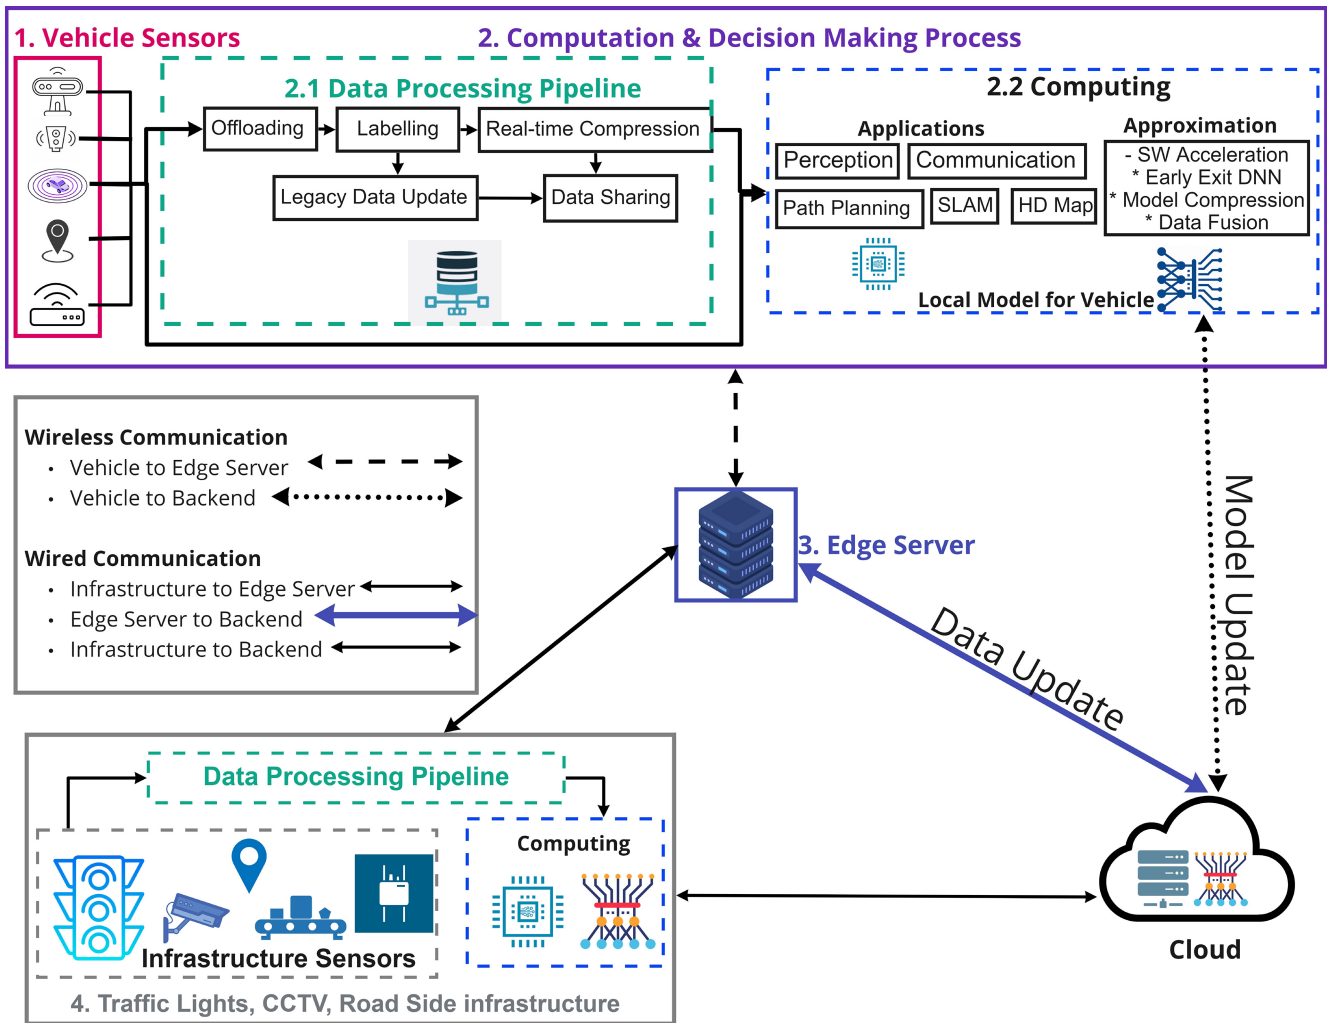 1. Vehicle Sensors
2. Computation & Decision Making Process
2.1 Data Processing Pipeline
Offloading
Labelling
Real-time Compression
Legacy Data Update
Data Sharing
2.2 Computing
Applications
Perception
Communication
Path Planning
SLAM
HD Map
Approximation
- SW Acceleration
* Early Exit DNN
* Model Compression
* Data Fusion
Local Model for Vehicle
Wireless Communication
• Vehicle to Edge Server
• Vehicle to Backend
Wired Communication
• Infrastructure to Edge Server
• Edge Server to Backend
• Infrastructure to Backend
3. Edge Server
Data Update
Model Update
Data Processing Pipeline
Computing
Infrastructure Sensors
4. Traffic Lights, CCTV, Road Side infrastructure
Cloud